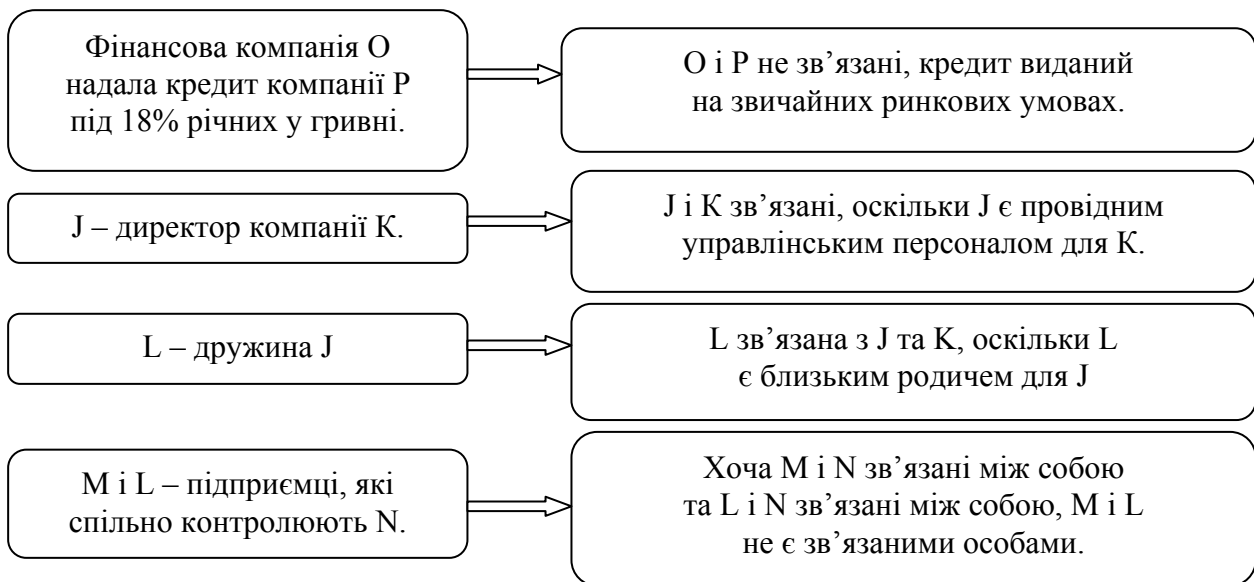 Фінансова компанія О
надала кредит компанії Р
під 18% річних у гривні.
О і Р не зв’язані, кредит виданий
на звичайних ринкових умовах.
J – директор компанії К.
J і К зв’язані, оскільки J є провідним
управлінським персоналом для К.
L – дружина J
L зв’язана з J та K, оскільки L
є близьким родичем для J
М і L – підприємці, які
спільно контролюють N.
Хоча М і N зв’язані між собою
та L і N зв’язані між собою, М і L
не є зв’язаними особами.